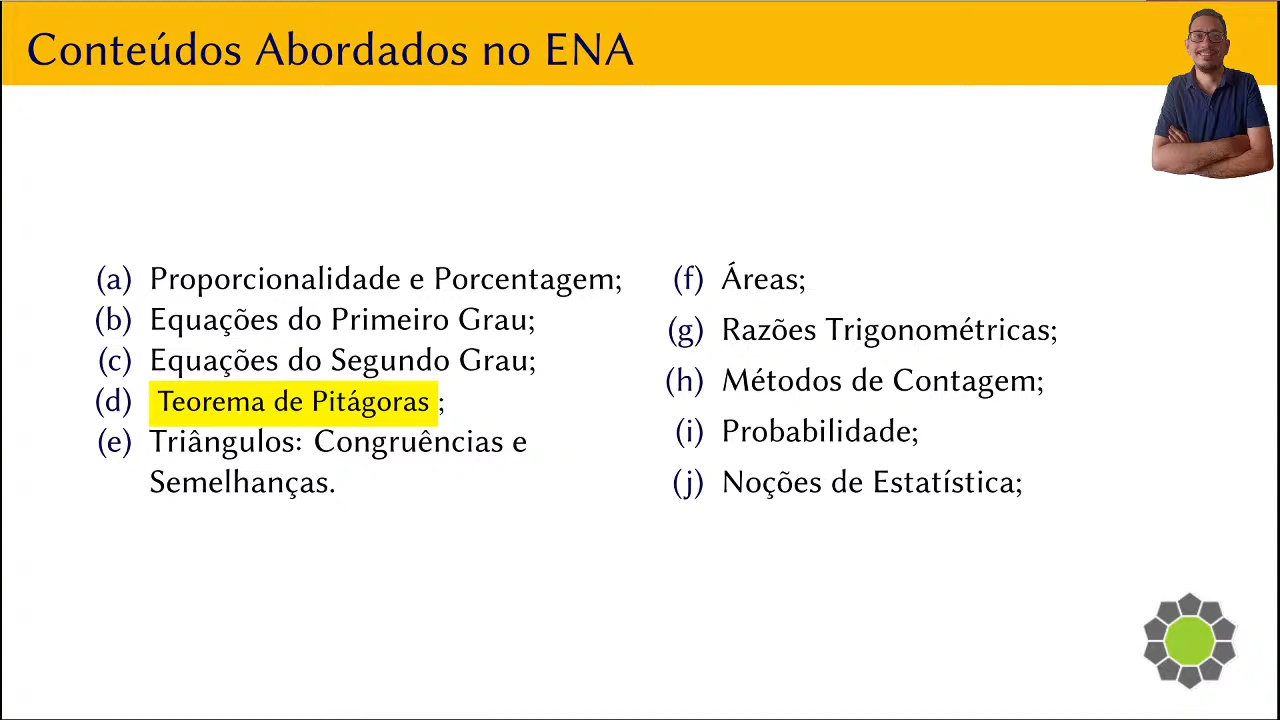 Conteúdos Abordados no ENA
(a) Proporcionalidade e Porcentagem;
(b) Equações do Primeiro Grau;
(c) Equações do Segundo Grau;
(d) Teorema de Pitágoras ;
(e) Triângulos: Congruências e
Semelhanças.
(f) Áreas;
(g) Razões Trigonométricas;
(h) Métodos de Contagem;
(i) Probabilidade;
(j) Noções de Estatística;